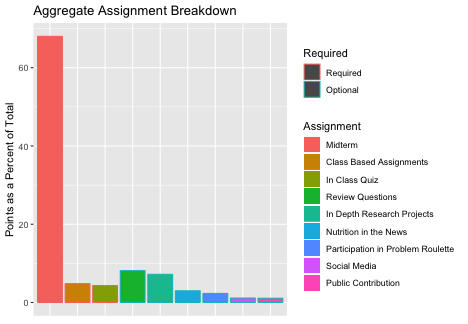 Aggregate Assignment Breakdown
Points as a Percent of Total
60
40
20
0
Required
Required
Optional
Assignment
Midterm
Class Based Assignments
In Class Quiz
Review Questions
In Depth Research Projects
Nutrition in the News
Participation in Problem Roulette
Social Media
Public Contribution